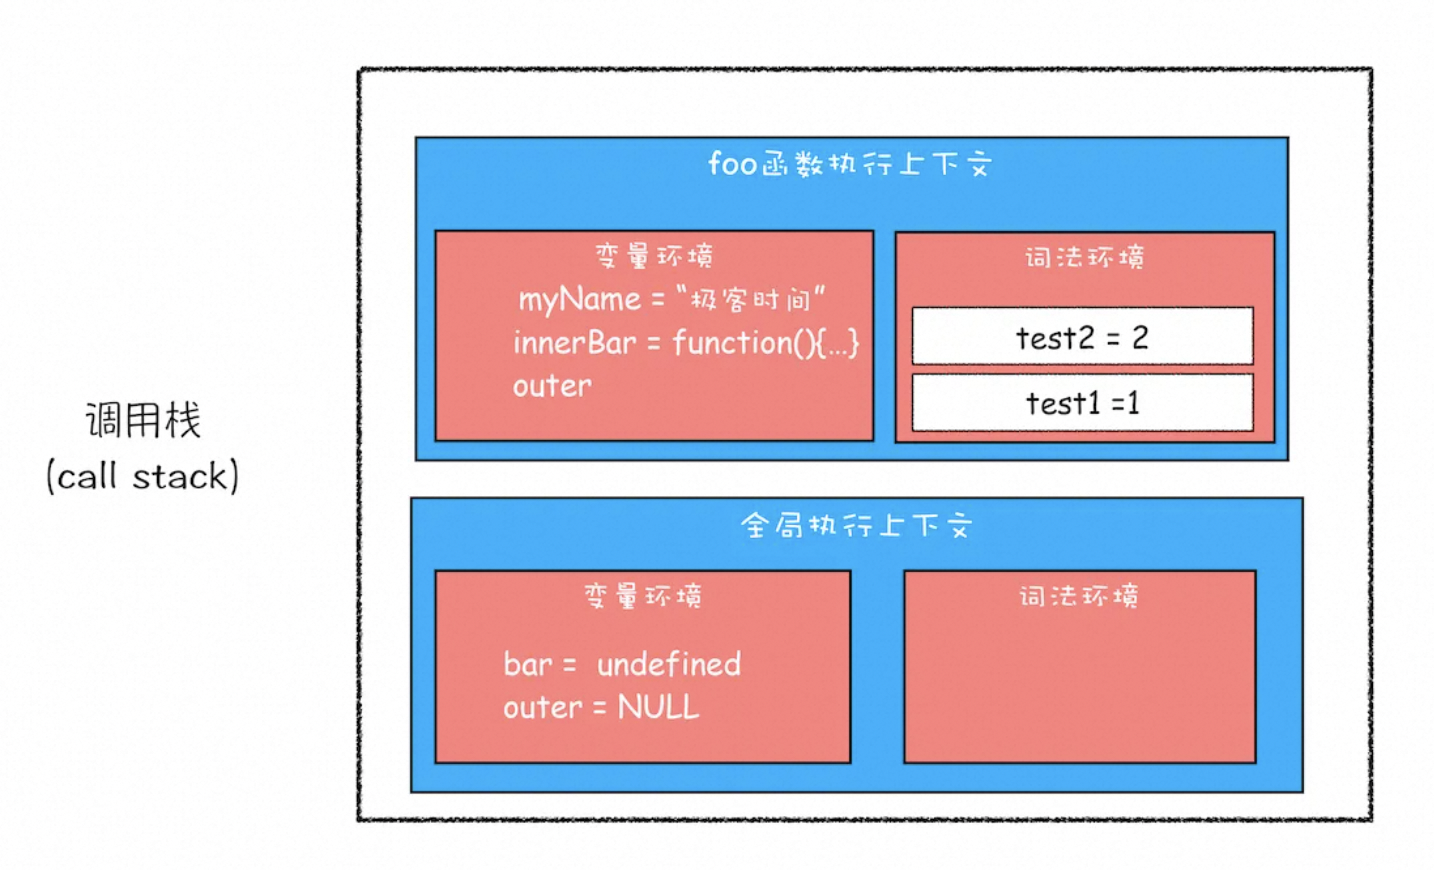 foo函数执行上下文
变量环境
myName = “极客时间”
innerBar = function(){...}
outer
词法环境
test2 = 2
test1 =1
调用栈
(call stack)
全局执行上下文
变量环境
bar = undefined
outer = NULL
词法环境